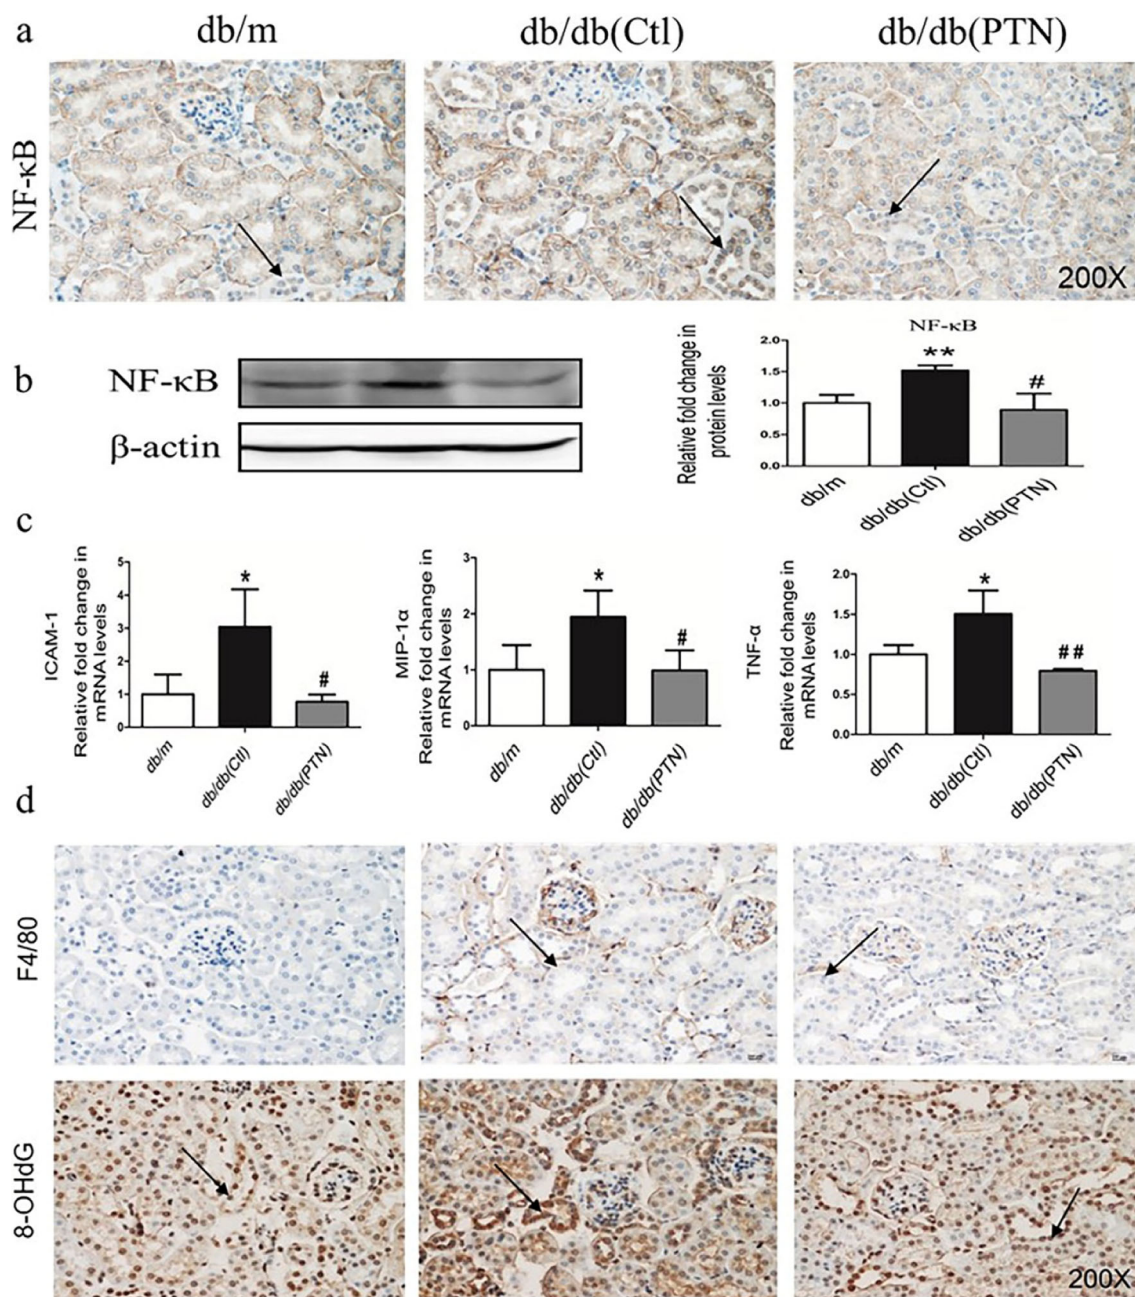 a
db/m db/db(Ctl) db/db(PTN)
NF-κB
200X
b
NF-κB
β-actin
NF-κB
Relative fold change in
protein levels
2.0
1.5
1.0
0.5
0.0
**
#
db/m
db/db(Ctl)
db/db(PTN)
c
ICAM-1
Relative fold change in
mRNA levels
5
4
3
2
1
0
*
#
db/m
db/db(Ctl)
db/db(PTN)
MIP-1α
Relative fold change in
mRNA levels
3
2
1
0
*
#
db/m
db/db(Ctl)
db/db(PTN)
TNF-α
Relative fold change in
mRNA levels
2.0
1.5
1.0
0.5
0.0
*
##
db/m
db/db(Ctl)
db/db(PTN)
d
F4/80
8-OHdG
200X